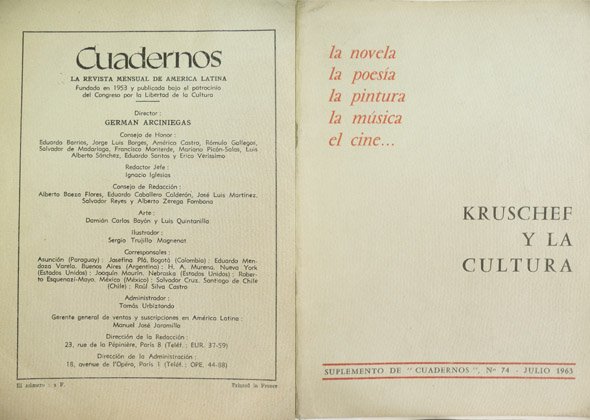 Cuadernos
LA REVISTA MENSUAL DE AMERICA LATINA
Fundada en 1953 y publicada bajo el patrocinio
del Congreso por la Libertad de la Cultura
Director :
GERMAN ARCINIEGAS
Consejo de Honor :
Eduardo Barrios, Jorge Luis Borges, Américo Castro, Rómulo Gallegos,
Salvador de Madariaga, Francisco Monterde, Mariano Picón-Salas, Luis
Alberto Sánchez, Eduardo Santos y Erico Verissimo
Redactor Jefe :
Ignacio Iglesias
Consejo de Redacción :
Alberto Baeza Flores, Eduardo Caballero Calderón, José Luis Martínez,
Salvador Reyes y Alberto Zerega Fombona
Arte :
Damián Carlos Bayón y Luis Quintanilla
Ilustrador :
Sergio Trujillo Magnenat
Corresponsales :
Asunción (Paraguay) : Josefina Plá. Bogotá (Colombia) : Eduardo Men-
doza Varela. Buenos Aires (Argentina) : H. A. Murena. Nueva York
(Estados Unidos) : Joaquín Maurín. Nebraska (Estados Unidos) : Rober-
to Esquenazi-Mayo. México (México) : Salvador Cruz. Santiago de Chile
(Chile) : Raúl Silva Castro
Administrador :
Tomás Urbiztondo
Gerente general de ventas y suscripciones en América Latina :
Manuel José Jaramillo
Dirección de la Redacción :
23, rue de la Pépinière, Paris 8 (Teléf. : EUR. 37-59)
Dirección de la Administración :
18, avenue de l'Opéro, Paris 1 (Teléf. : OPE. 44-88)
El número : 2 F.
Printed in France
la novela
la poesía
la pintura
la música
el cine...
KRUSCHEF
Y LA
CULTURA
SUPLEMENTO DE "CUADERNOS", Nº 74 - JULIO 1963